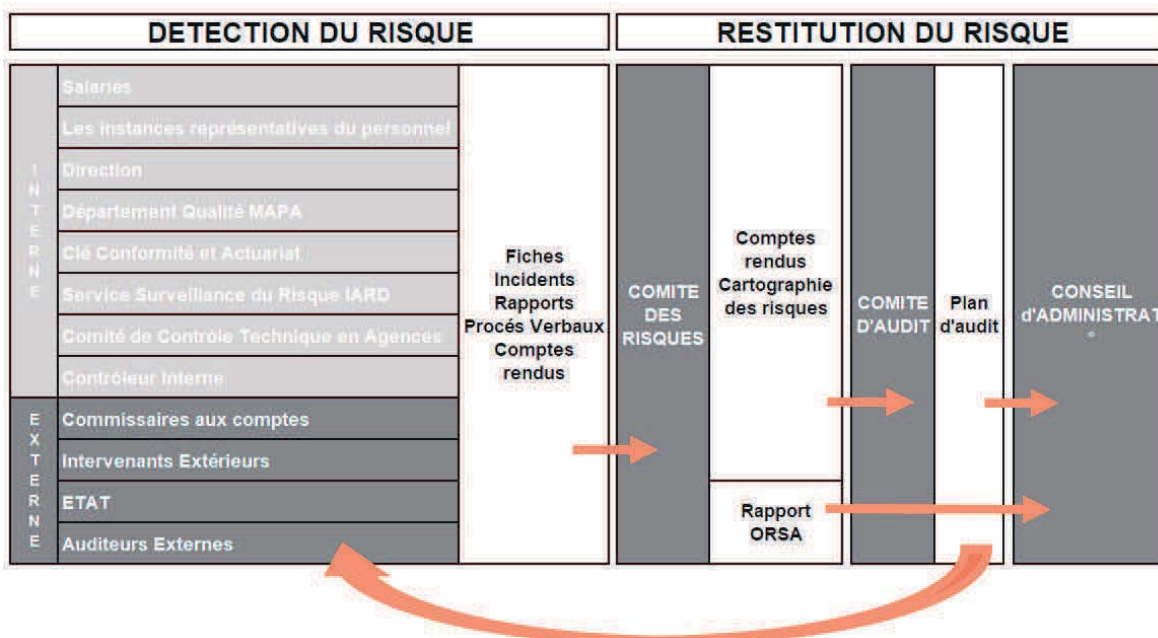 DETECTION DU RISQUE
RESTITUTION DU RISQUE
INTERNE
Salariés
Les instances représentatives du personnel
Direction
Département Qualité MAPA
Clé Conformité et Actuariat
Service Surveillance du Risque IARD
Comité de Contrôle Technique en Agences
Contrôleur Interne
EXTERNE
Commissaires aux comptes
Intervenants Extérieurs
ETAT
Auditeurs Externes
Fiches
Incidents
Rapports
Procés Verbaux
Comptes
rendus
COMITE
DES
RISQUES
Comptes
rendus
Cartographie
des risques
Rapport
ORSA
COMITE
D'AUDIT
Plan
d'audit
CONSEIL
d'ADMINISTRAT
°